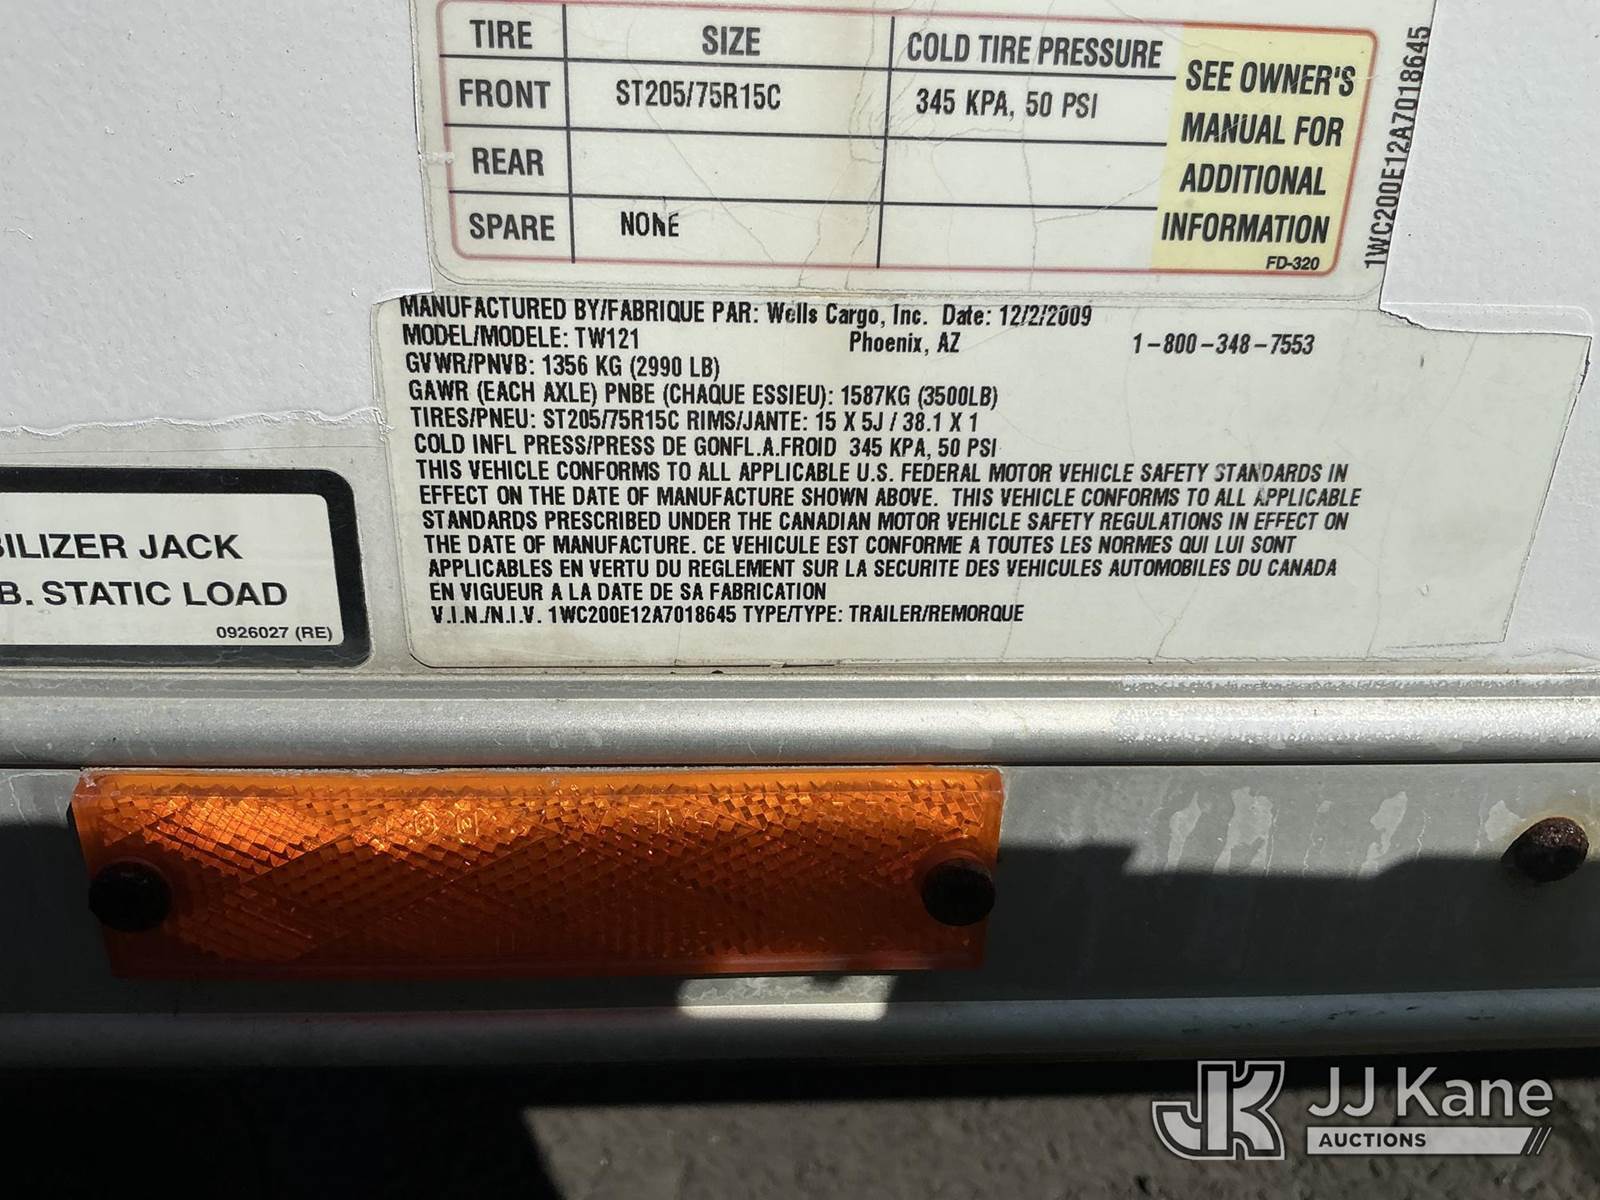 TIRE SIZE COLD TIRE PRESSURE
FRONT ST205/75R15C 345 KPA, 50 PSI
REAR
SPARE NONE
SEE OWNER'S
MANUAL FOR
ADDITIONAL
INFORMATION
FD-320
1WC200E12A7018645
MANUFACTURED BY/FABRIQUE PAR: Wells Cargo, Inc. Date: 12/2/2009
MODEL/MODELE: TW121 Phoenix, AZ 1-800-348-7553
GVWR/PNVB: 1356 KG (2990 LB)
GAWR (EACH AXLE) PNBE (CHAQUE ESSIEU): 1587KG (3500LB)
TIRES/PNEU: ST205/75R15C RIMS/JANTE: 15 X 5J / 38.1 X 1
COLD INFL PRESS/PRESS DE GONFL.A.FROID 345 KPA, 50 PSI
THIS VEHICLE CONFORMS TO ALL APPLICABLE U.S. FEDERAL MOTOR VEHICLE SAFETY STANDARDS IN
EFFECT ON THE DATE OF MANUFACTURE SHOWN ABOVE. THIS VEHICLE CONFORMS TO ALL APPLICABLE
STANDARDS PRESCRIBED UNDER THE CANADIAN MOTOR VEHICLE SAFETY REGULATIONS IN EFFECT ON
THE DATE OF MANUFACTURE. CE VEHICULE EST CONFORME A TOUTES LES NORMES QUI LUI SONT
APPLICABLES EN VERTU DU REGLEMENT SUR LA SECURITE DES VEHICULES AUTOMOBILES DU CANADA
EN VIGUEUR A LA DATE DE SA FABRICATION
V.I.N./N.I.V. 1WC200E12A7018645 TYPE/TYPE: TRAILER/REMORQUE
BILIZER JACK
B. STATIC LOAD
0926027 (RE)
JK JJ Kane
AUCTIONS